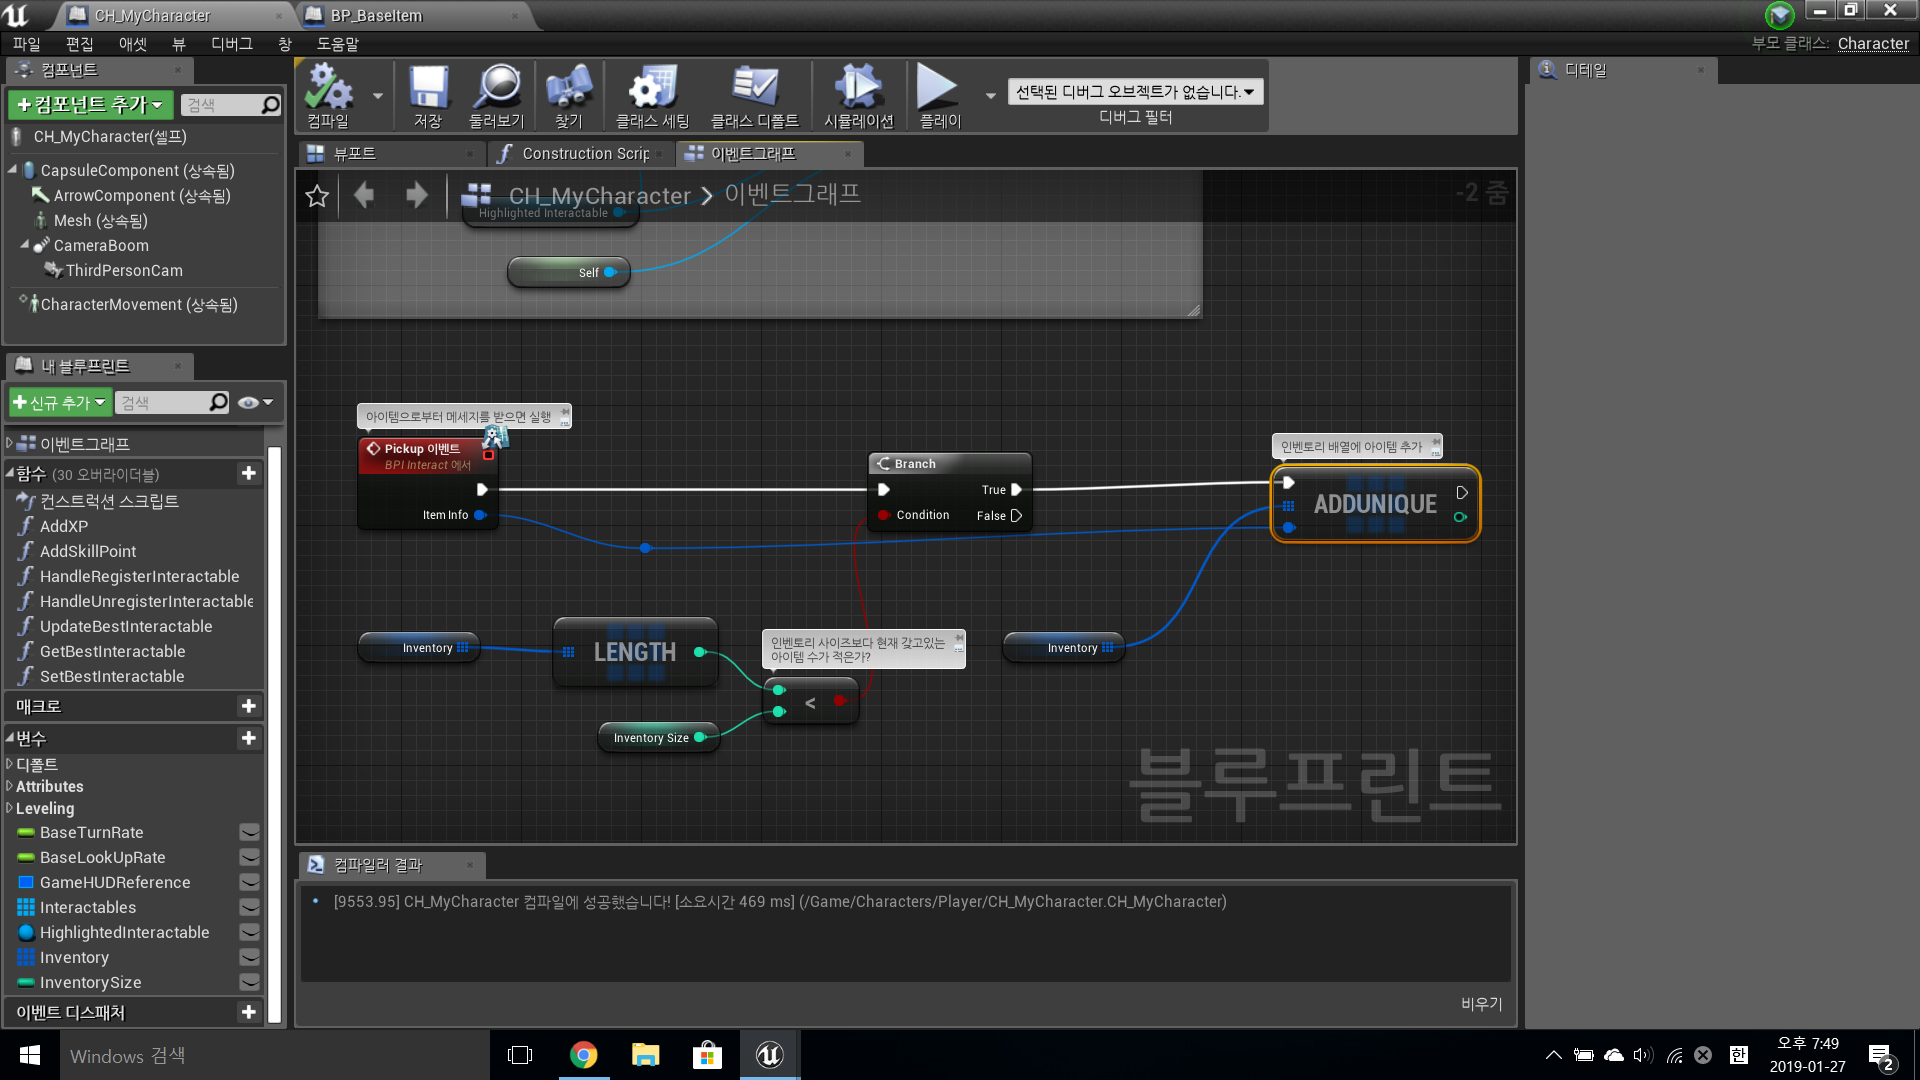 CH_MyCharacter
BP_BaseItem
파일 편집 애셋 뷰 디버그 창 도움말
부모 클래스: Character
컴포넌트
+컴포넌트 추가
검색
CH_MyCharacter(셀프)
CapsuleComponent (상속됨)
ArrowComponent (상속됨)
Mesh (상속됨)
CameraBoom
ThirdPersonCam
CharacterMovement (상속됨)
컴파일
저장
둘러보기
찾기
클래스 세팅
클래스 디폴트
시뮬레이션
플레이
선택된 디버그 오브젝트가 없습니다.
디버그 필터
디테일
뷰포트
Construction Scrip
이벤트그래프
CH_MyCharacter > 이벤트그래프
-2 줌
Highlighted Interactable
Self
내 블루프린트
+신규 추가
검색
이벤트그래프
함수 (30 오버라이더블)
컨스트럭션 스크립트
AddXP
AddSkillPoint
HandleRegisterInteractable
HandleUnregisterInteractable
UpdateBestInteractable
GetBestInteractable
SetBestInteractable
매크로
변수
디폴트
Attributes
Leveling
BaseTurnRate
BaseLookUpRate
GameHUDReference
Interactables
HighlightedInteractable
Inventory
InventorySize
이벤트 디스패처
아이템으로부터 메세지를 받으면 실행
Pickup 이벤트
BPI Interact 에서
Item Info
Branch
True
Condition
False
인벤토리 배열에 아이템 추가
ADDUNIQUE
Inventory
LENGTH
Inventory Size
인벤토리 사이즈보다 현재 갖고있는
아이템 수가 적은가?
<
Inventory
블루프린트
컴파일러 결과
[9553.95] CH_MyCharacter 컴파일에 성공했습니다! [소요시간 469 ms] (/Game/Characters/Player/CH_MyCharacter.CH_MyCharacter)
비우기
Windows 검색
한
오후 7:49
2019-01-27
2